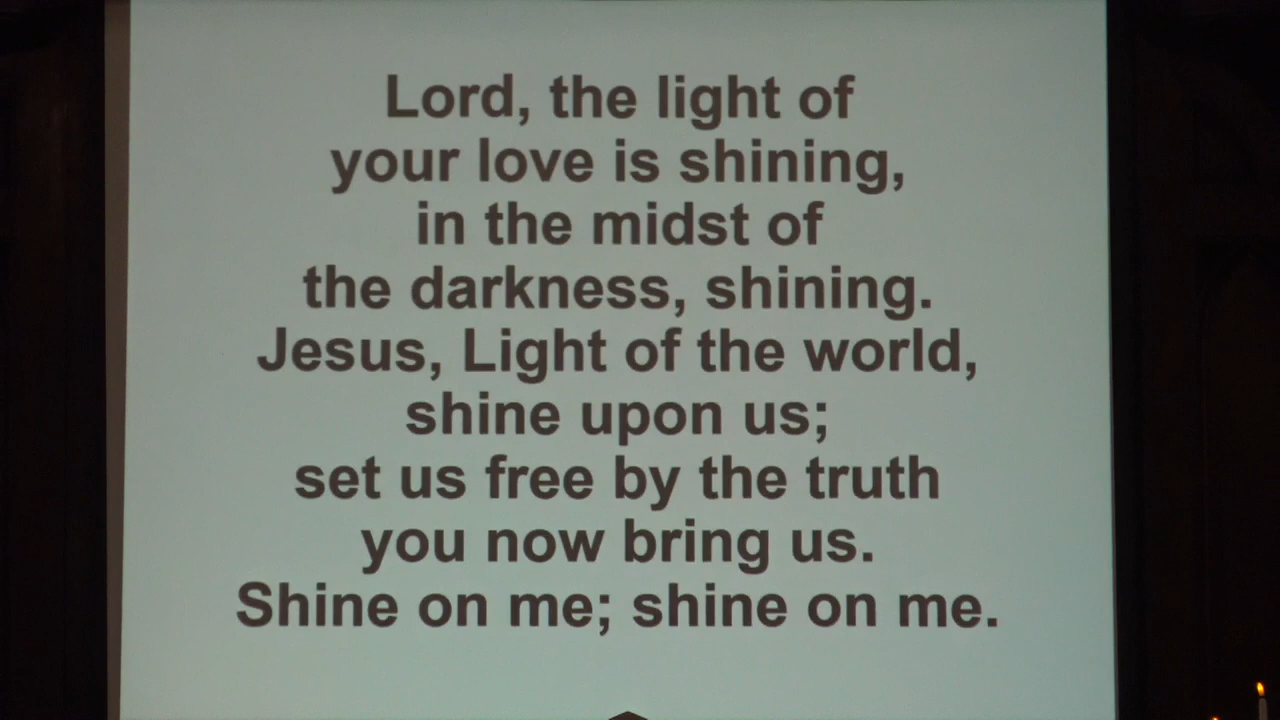 Lord, the light of
your love is shining,
in the midst of
the darkness, shining.
Jesus, Light of the world,
shine upon us;
set us free by the truth
you now bring us.
Shine on me; shine on me.